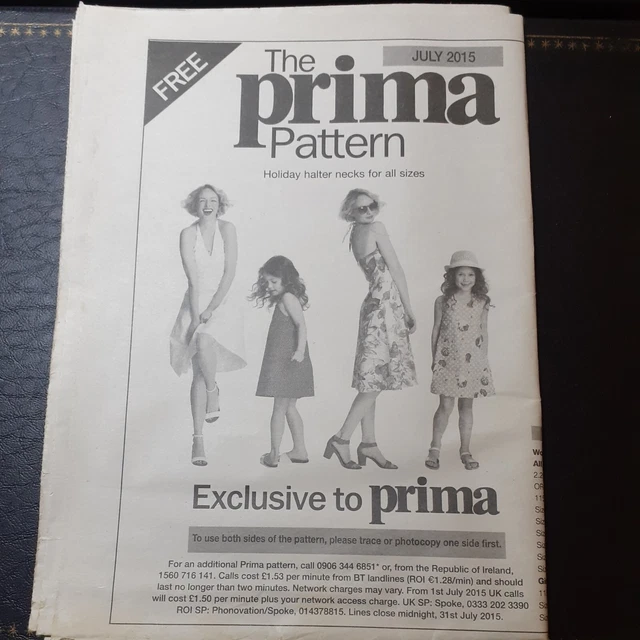 FREE
The
JULY 2015
prima
Pattern
Holiday halter necks for all sizes
Exclusive to prima
To use both sides of the pattern, please trace or photocopy one side first.
For an additional Prima pattern, call 0906 344 6851* or, from the Republic of Ireland,
1560 716 141. Calls cost £1.53 per minute from BT landlines (ROI €1.28/min) and should
last no longer than two minutes. Network charges may vary. From 1st July 2015 UK calls
will cost £1.50 per minute plus your network access charge. UK SP: Spoke, 0333 202 3390
ROI SP: Phonovation/Spoke, 014378815. Lines close midnight, 31st July 2015.